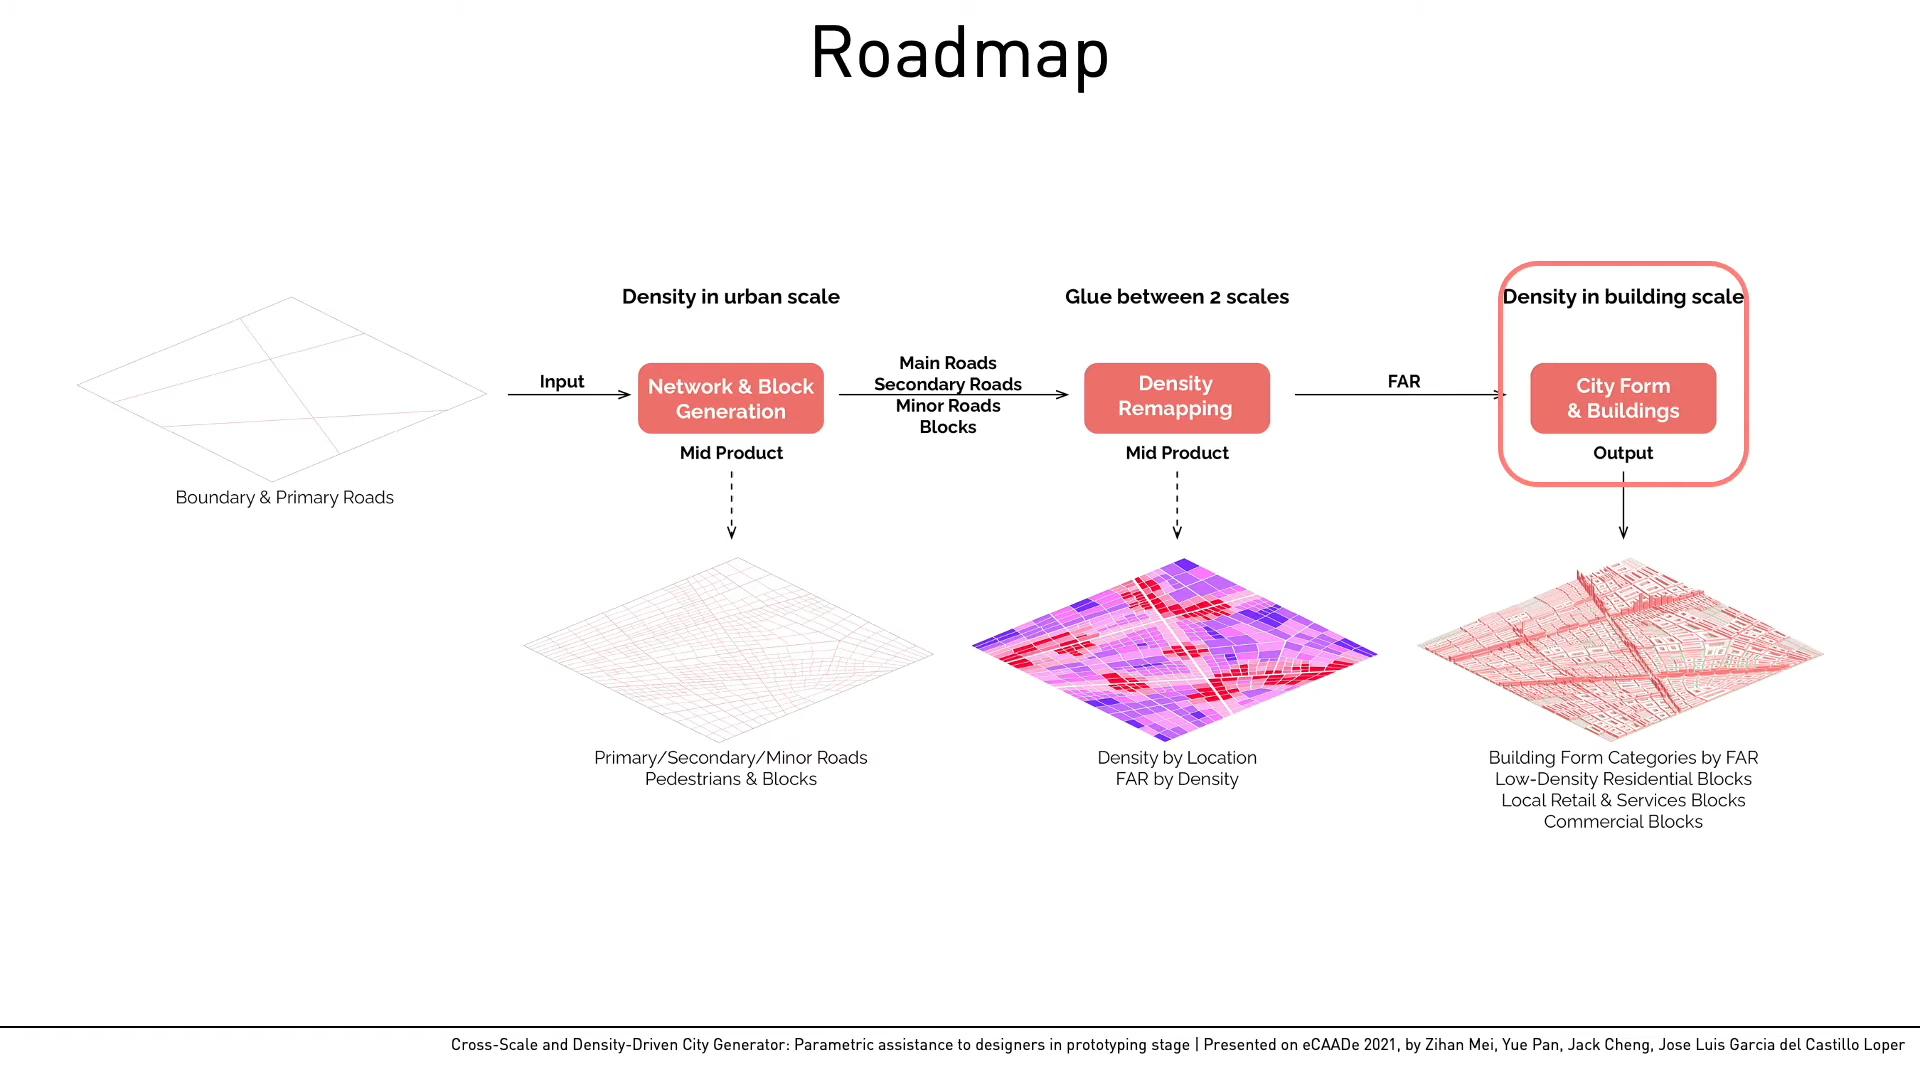 Roadmap
Density in urban scale
Glue between 2 scales
Density in building scale
Input
Network & Block
Generation
Main Roads
Secondary Roads
Minor Roads
Blocks
Density
Remapping
FAR
City Form
& Buildings
Mid Product
Mid Product
Output
Boundary & Primary Roads
Primary/Secondary/Minor Roads
Pedestrians & Blocks
Density by Location
FAR by Density
Building Form Categories by FAR
Low-Density Residential Blocks
Local Retail & Services Blocks
Commercial Blocks
Cross-Scale and Density-Driven City Generator: Parametric assistance to designers in prototyping stage | Presented on eCAADe 2021, by Zihan Mei, Yue Pan, Jack Cheng, Jose Luis Garcia del Castillo Loper